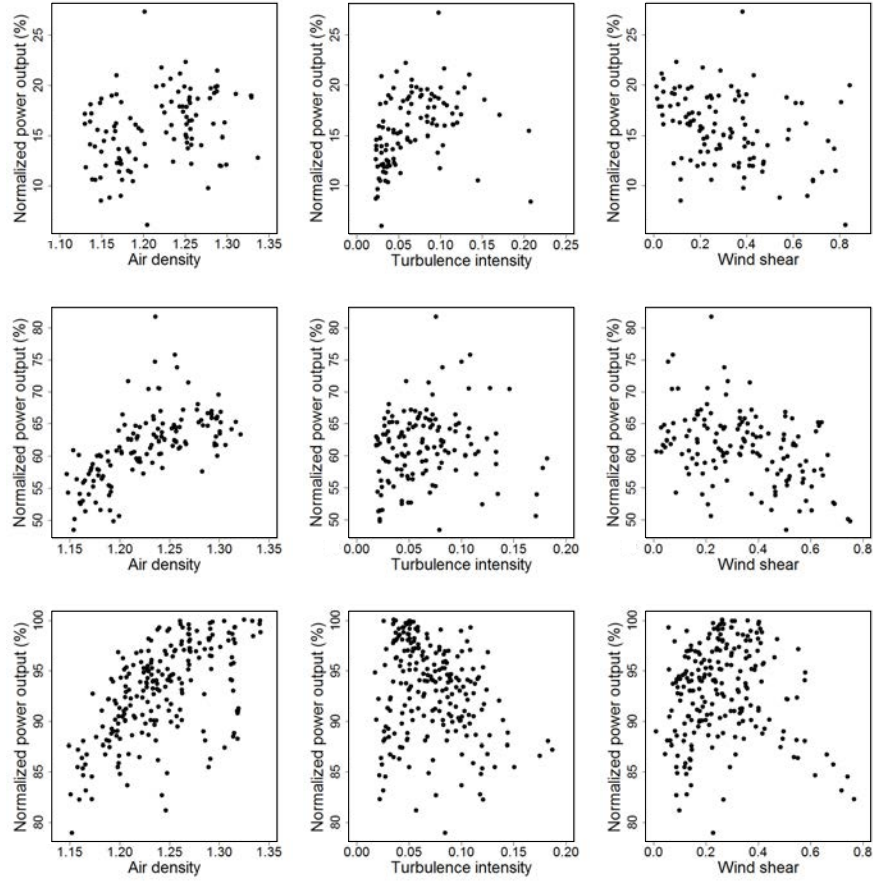 Normalized power output (%)
25
20
15
10
1.10 1.15 1.20 1.25 1.30 1.35
Air density
Normalized power output (%)
25
20
15
10
0.00 0.05 0.10 0.15 0.20 0.25
Turbulence intensity
Normalized power output (%)
25
20
15
10
0.0 0.2 0.4 0.6 0.8
Wind shear
Normalized power output (%)
80
75
70
65
60
55
50
1.15 1.20 1.25 1.30 1.35
Air density
Normalized power output (%)
80
75
70
65
60
55
50
0.00 0.05 0.10 0.15 0.20
Turbulence intensity
Normalized power output (%)
80
75
70
65
60
55
50
0.0 0.2 0.4 0.6 0.8
Wind shear
Normalized power output (%)
100
95
90
85
80
1.15 1.20 1.25 1.30 1.35
Air density
Normalized power output (%)
100
95
90
85
80
0.00 0.05 0.10 0.15 0.20
Turbulence intensity
Normalized power output (%)
100
95
90
85
80
0.0 0.2 0.4 0.6 0.8
Wind shear